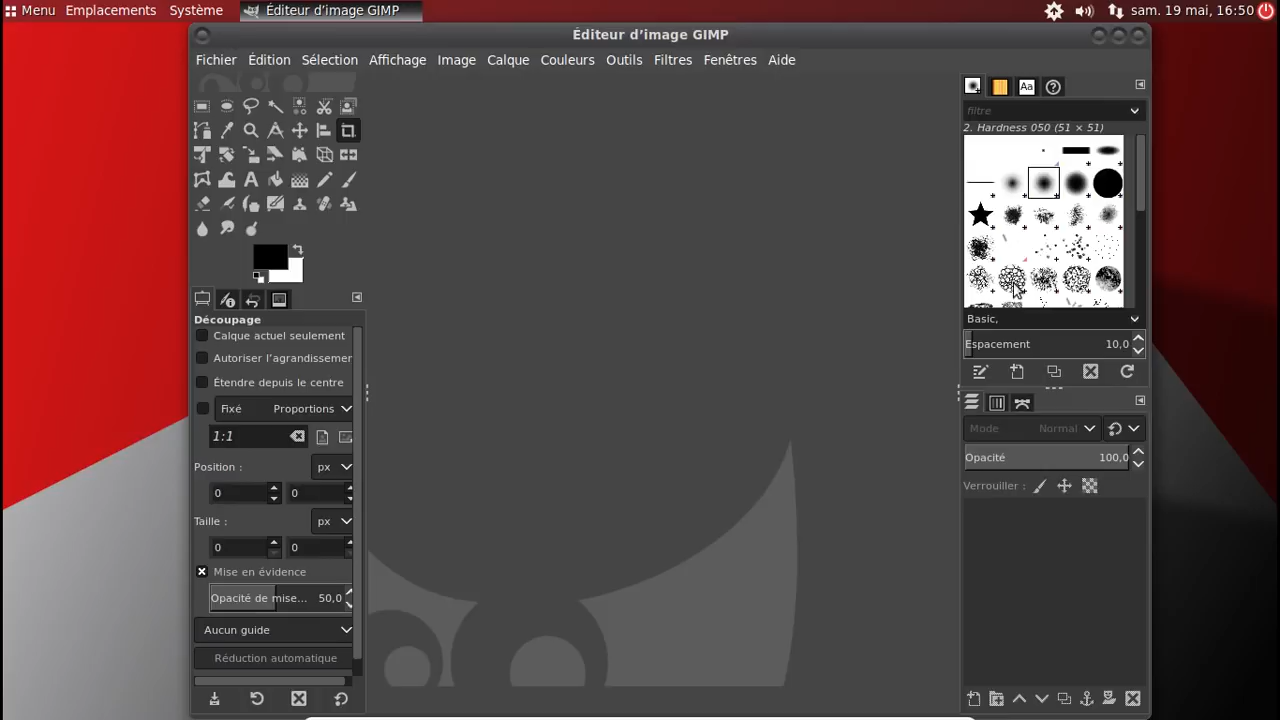 Menu Emplacements Système Éditeur d’image GIMP sam. 19 mai, 16:50
Éditeur d’image GIMP
Fichier Édition Sélection Affichage Image Calque Couleurs Outils Filtres Fenêtres Aide
Aa
filtre
2. Hardness 050 (51 × 51)
Basic,
Espacement 10,0
Découpage
Calque actuel seulement
Autoriser l’agrandissemer
Étendre depuis le centre
Fixé Proportions
1:1
Position : px
0 0
Taille : px
0 0
Mise en évidence
Opacité de mise... 50,0
Aucun guide
Réduction automatique
Mode Normal
Opacité 100,0
Verrouiller :